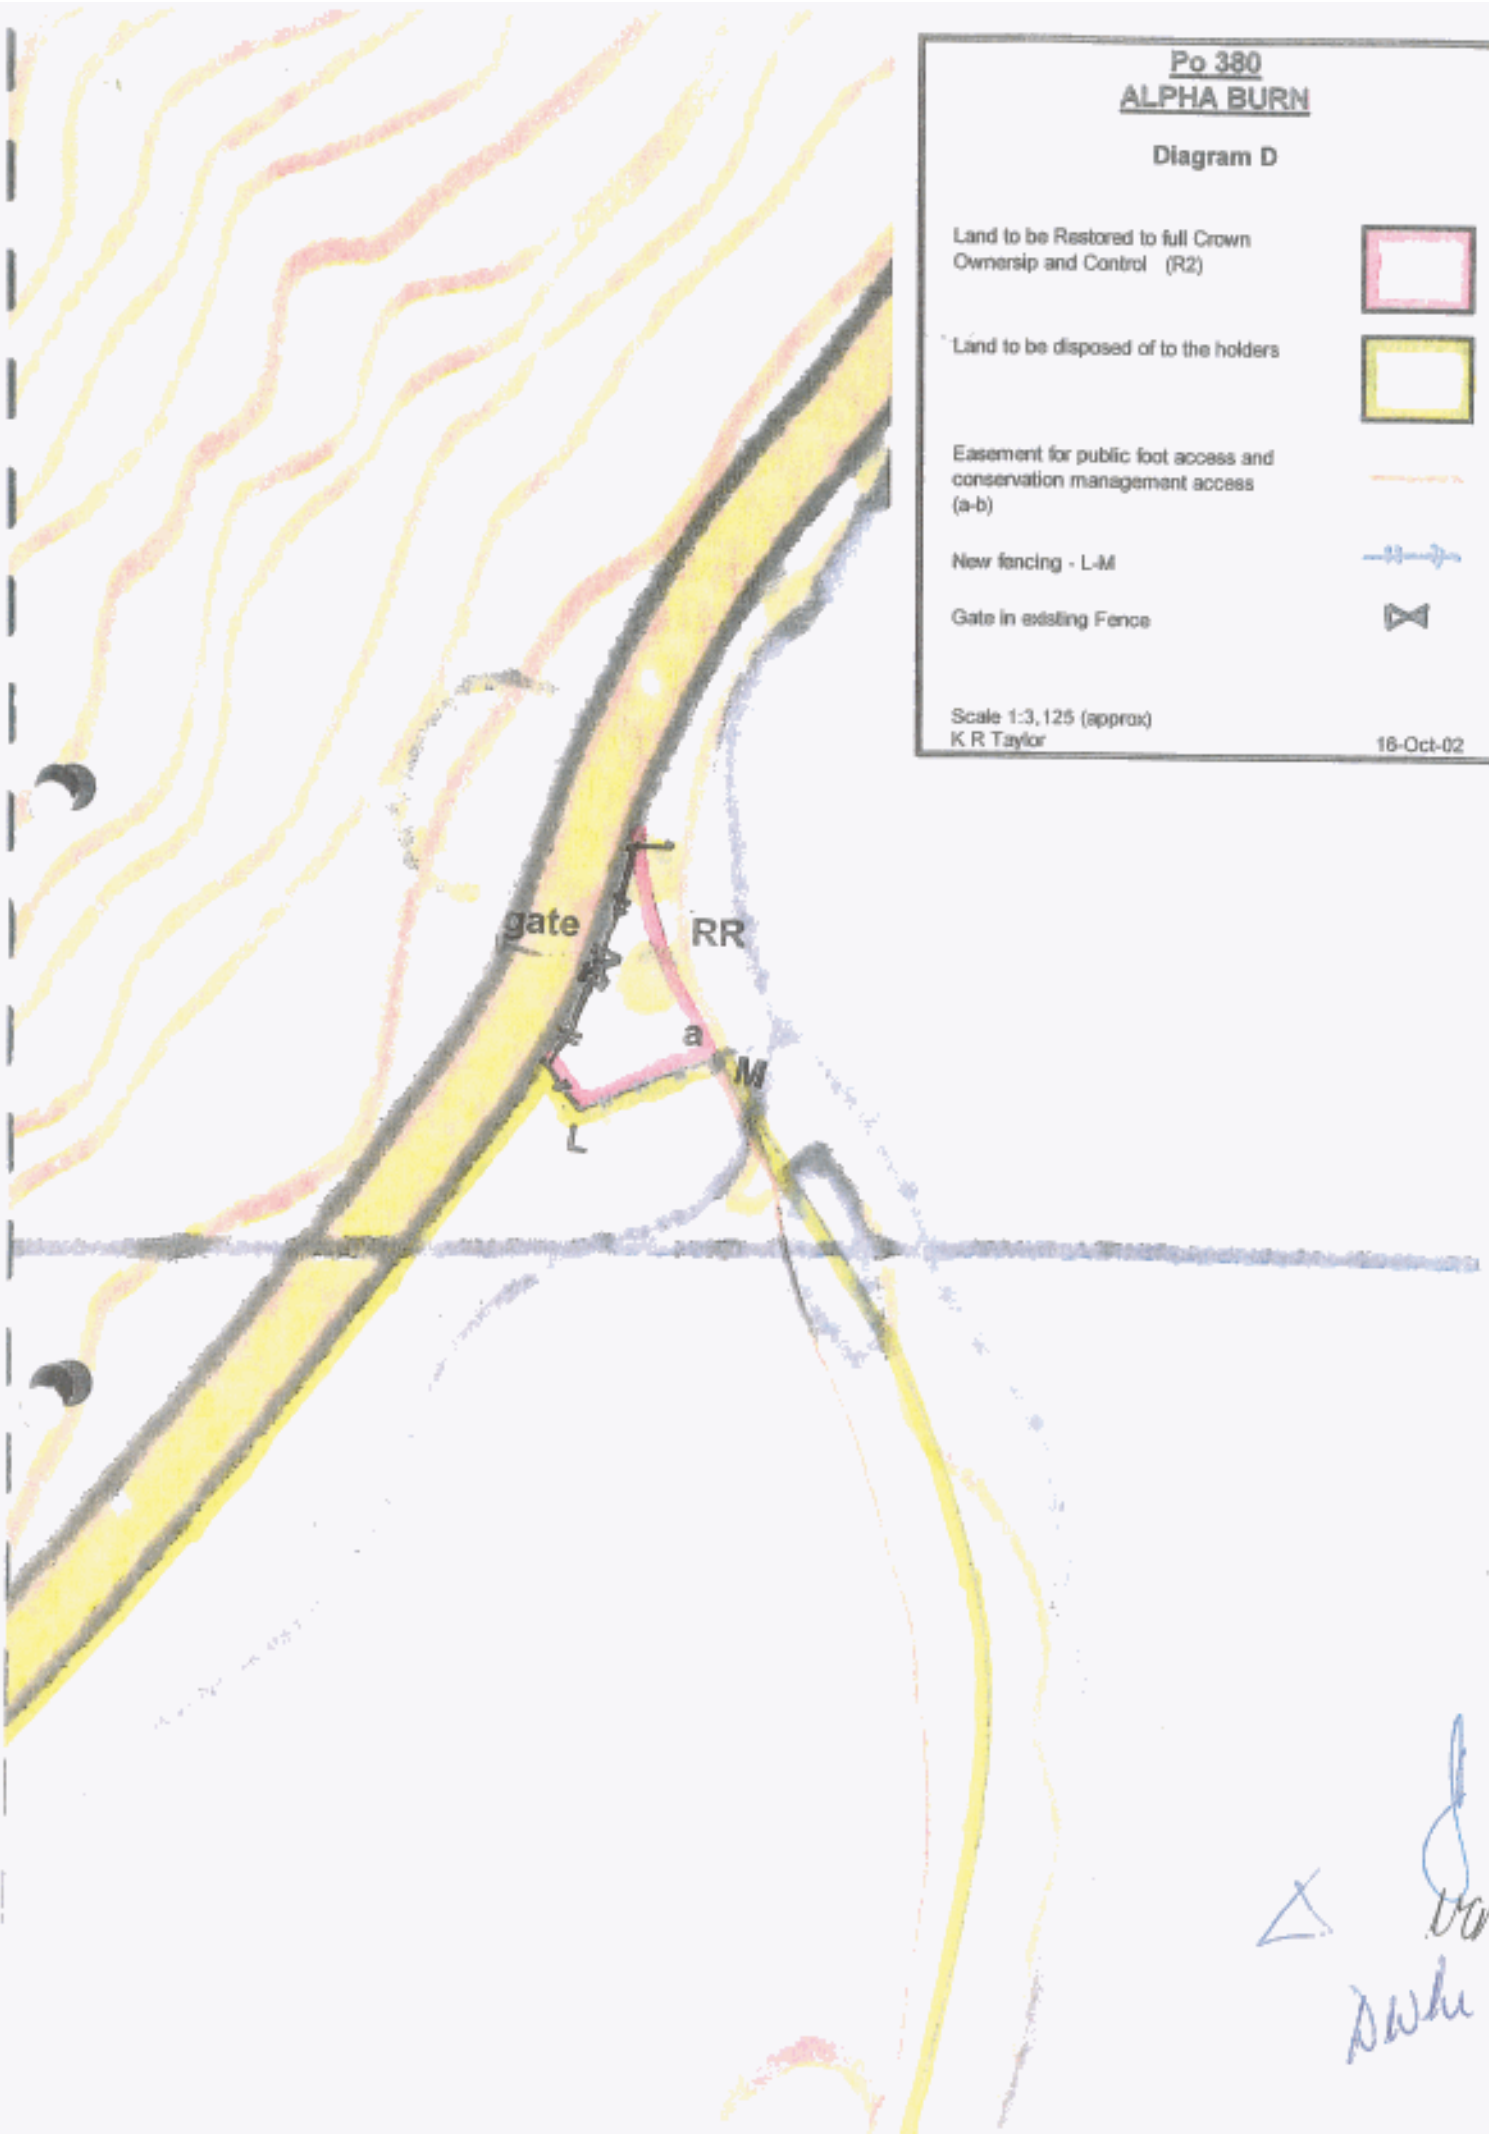 Po 380
ALPHA BURN
Diagram D
Land to be Restored to full Crown
Ownersip and Control (R2)
Land to be disposed of to the holders
Easement for public foot access and
conservation management access
(a-b)
New fencing - L-M
Gate in existing Fence
Scale 1:3,125 (approx)
K R Taylor
16-Oct-02
gate
RR
a
M
L